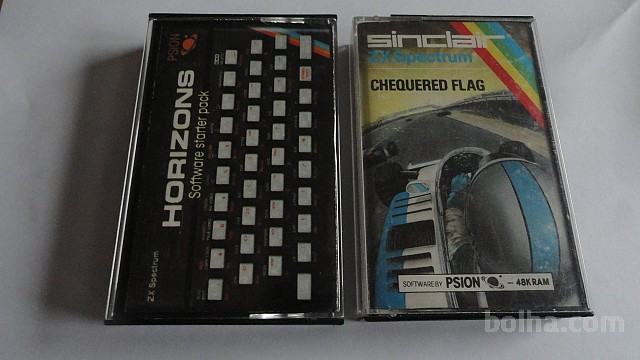 PSION
HORIZONS
Software starter pack
ZX Spectrum
sinclair
ZX Spectrum
CHEQUERED FLAG
SOFTWARE BY PSION - 48K RAM
bolha.com